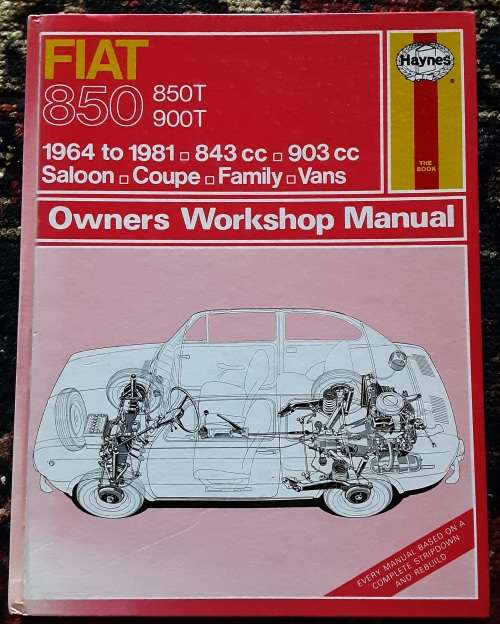 FIAT
850 850T
900T
1964 to 1981 □ 843 cc □ 903 cc
Saloon □ Coupe □ Family □ Vans
Haynes
®
THE
BOOK
Owners Workshop Manual
EVERY MANUAL BASED ON A
COMPLETE STRIPDOWN
AND REBUILD